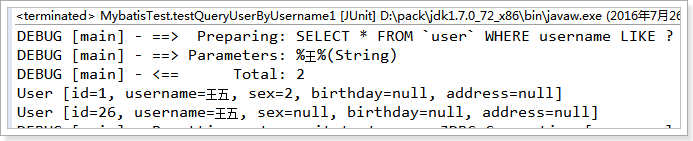 <terminated> MybatisTest.testQueryUserByUsername1 [JUnit] D:\pack\jdk1.7.0_72_x86\bin\javaw.exe (2016年7月26
DEBUG [main] - ==>  Preparing: SELECT * FROM `user` WHERE username LIKE ?
DEBUG [main] - ==> Parameters: %王%(String)
DEBUG [main] - <==      Total: 2
User [id=1, username=王五, sex=2, birthday=null, address=null]
User [id=26, username=王五, sex=null, birthday=null, address=null]